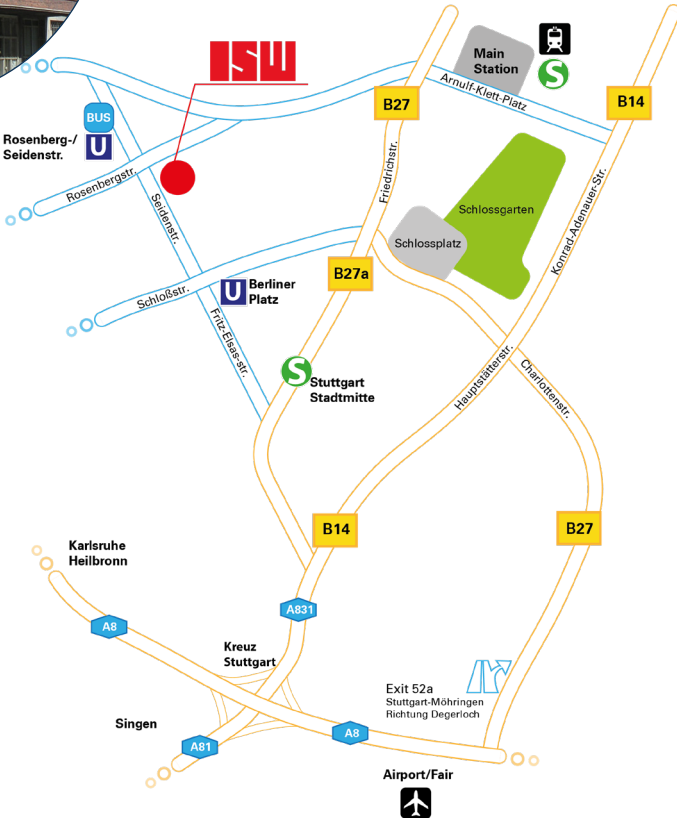 ISW
Main
Station
S
Arnulf-Klett-Platz
B27
B14
BUS
U
Rosenberg-/
Seidenstr.
Rosenbergstr.
Seidenstr.
Friedrichstr.
Schlossgarten
Konrad-Adenauer-Str.
Schlossplatz
B27a
U
Berliner
Platz
Schloßstr.
Fritz-Elsas-str.
S
Stuttgart
Stadtmitte
Hauptstätterstr.
Charlottenstr.
B14
B27
Karlsruhe
Heilbronn
A8
A831
Kreuz
Stuttgart
Exit 52a
Stuttgart-Möhringen
Richtung Degerloch
Singen
A81
A8
Airport/Fair